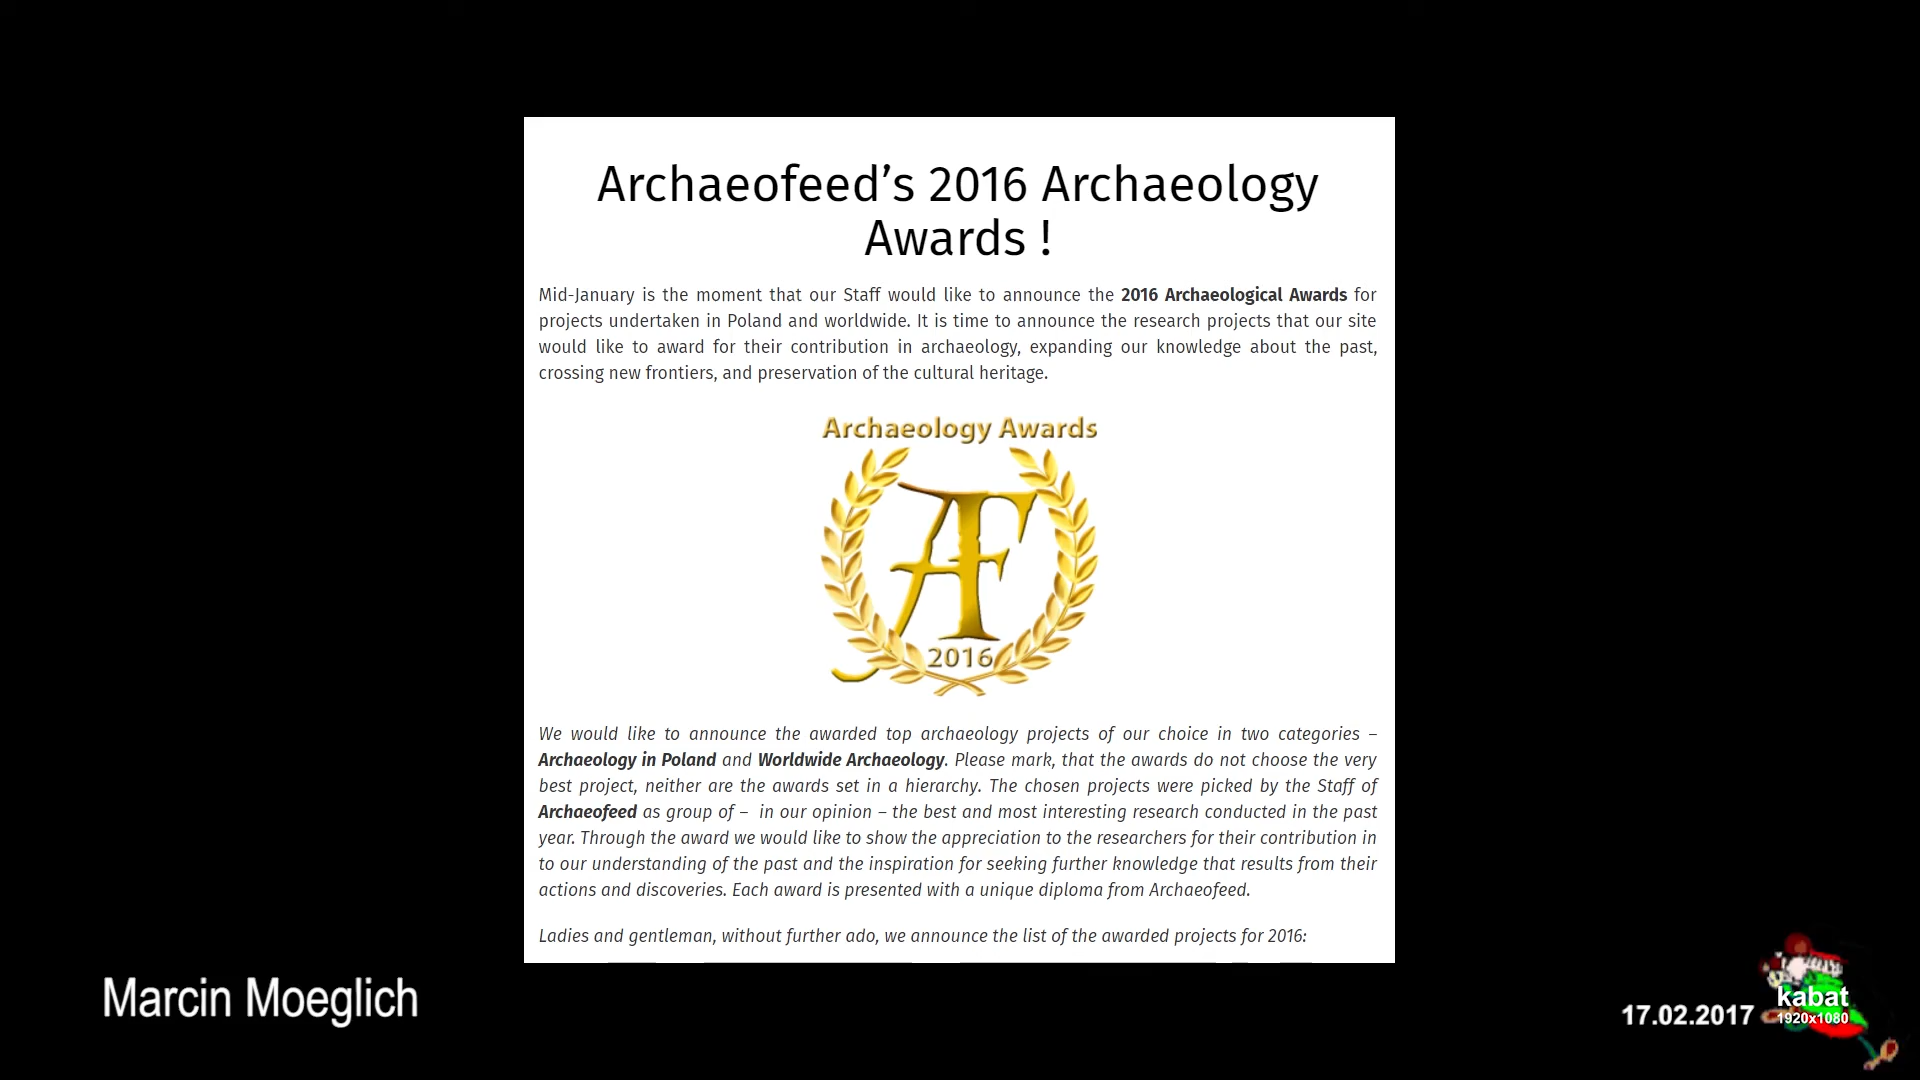 Archaeofeed’s 2016 Archaeology
Awards !
Mid-January is the moment that our Staff would like to announce the 2016 Archaeological Awards for
projects undertaken in Poland and worldwide. It is time to announce the research projects that our site
would like to award for their contribution in archaeology, expanding our knowledge about the past,
crossing new frontiers, and preservation of the cultural heritage.
Archaeology Awards
AF
2016
We would like to announce the awarded top archaeology projects of our choice in two categories –
Archaeology in Poland and Worldwide Archaeology. Please mark, that the awards do not choose the very
best project, neither are the awards set in a hierarchy. The chosen projects were picked by the Staff of
Archaeofeed as group of –  in our opinion – the best and most interesting research conducted in the past
year. Through the award we would like to show the appreciation to the researchers for their contribution in
to our understanding of the past and the inspiration for seeking further knowledge that results from their
actions and discoveries. Each award is presented with a unique diploma from Archaeofeed.
Ladies and gentleman, without further ado, we announce the list of the awarded projects for 2016:
Marcin Moeglich
17.02.2017
kabat
1920x1080